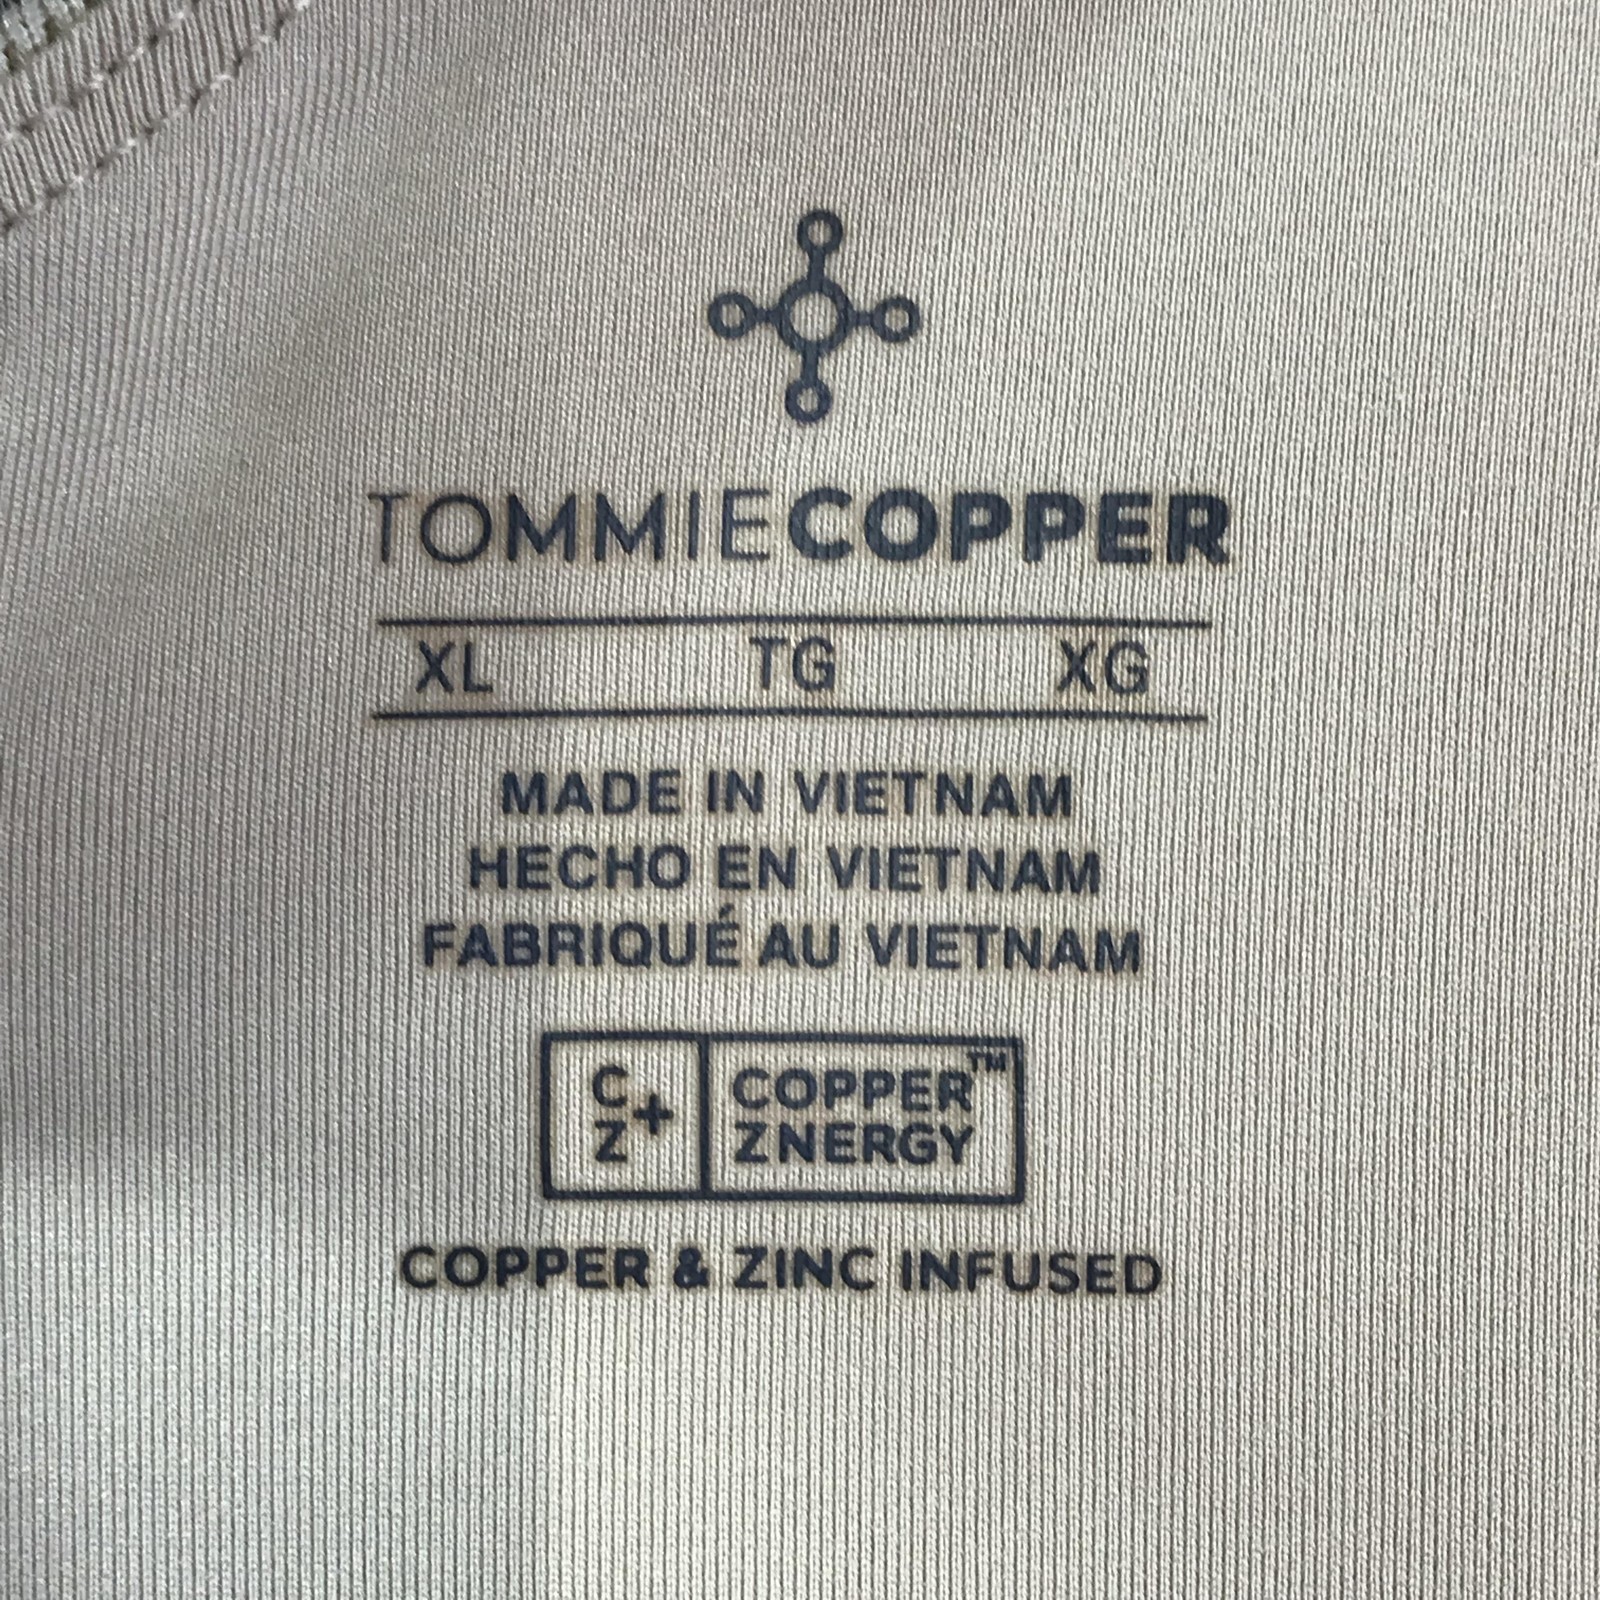 TOMMIECOPPER
XL TG XG
MADE IN VIETNAM
HECHO EN VIETNAM
FABRIQUÉ AU VIETNAM
C
Z+
COPPER™
ZNERGY
COPPER & ZINC INFUSED